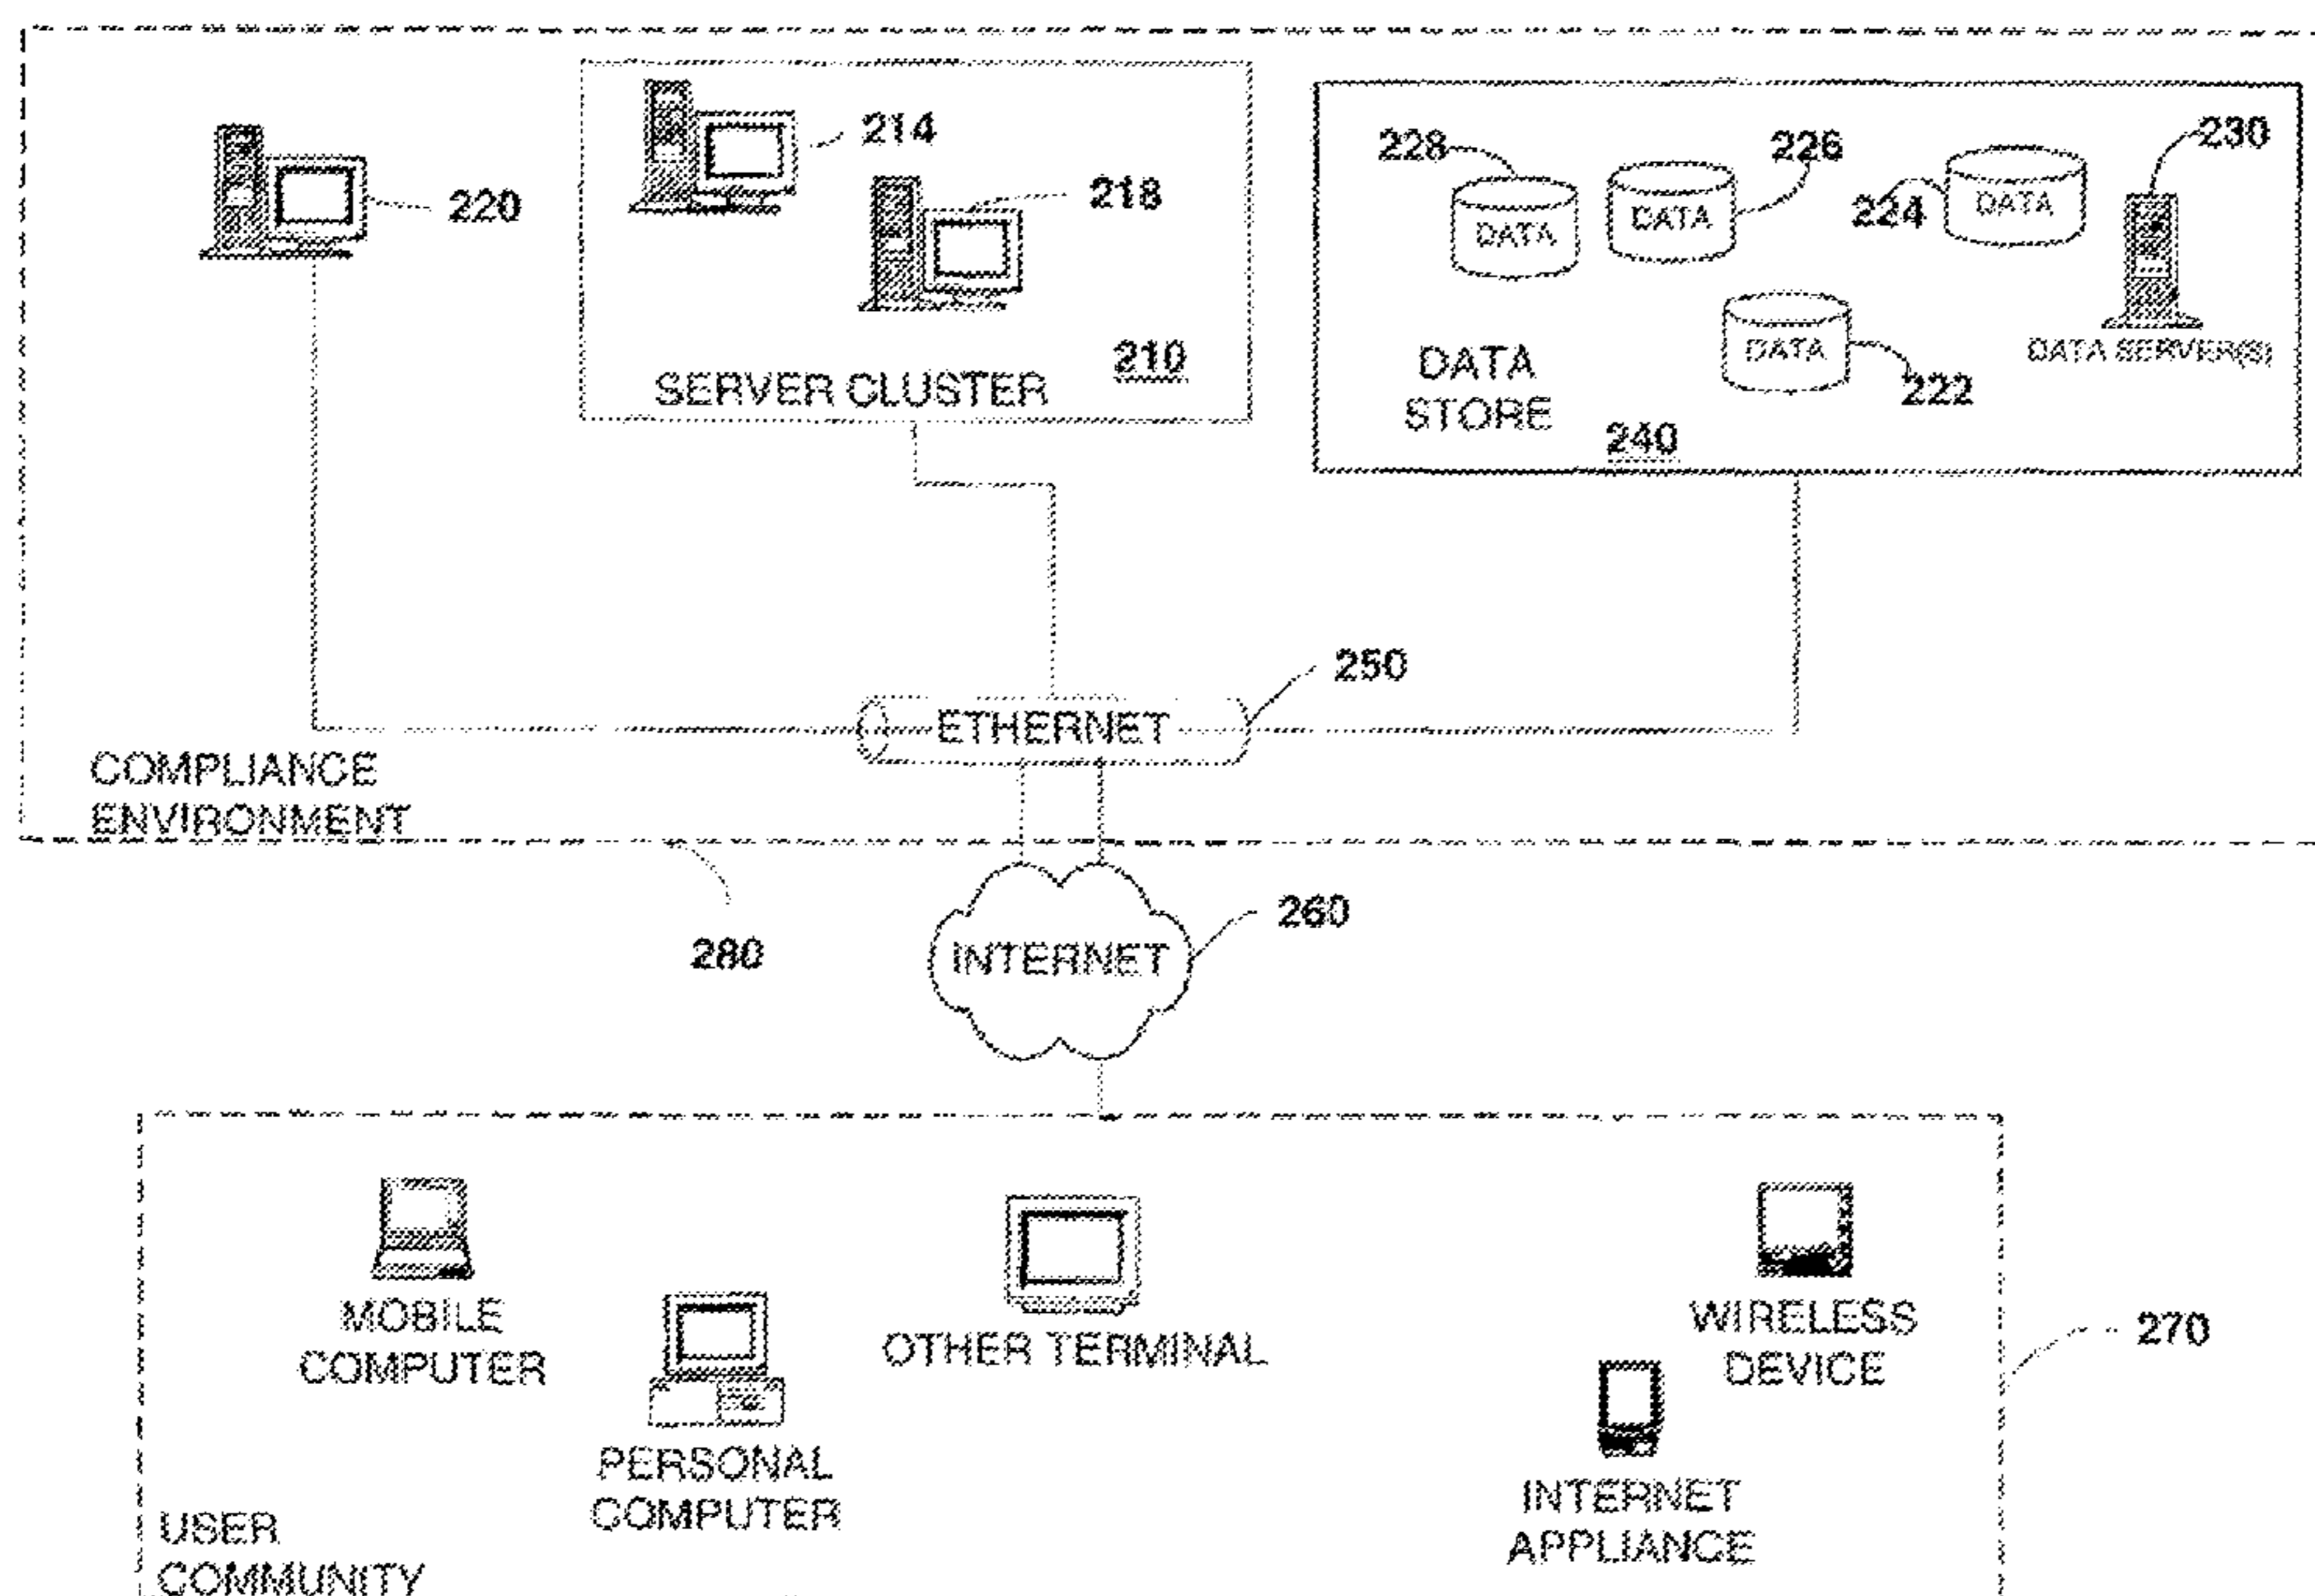 214
228
226
230
220
218
224
DATA
DATA
DATA
DATA
210
SERVER CLUSTER
DATA
STORE
222
DATA SERVER(S)
240
250
ETHERNET
COMPLIANCE
ENVIRONMENT
280
260
INTERNET
MOBILE
COMPUTER
OTHER TERMINAL
WIRELESS
DEVICE
270
PERSONAL
COMPUTER
INTERNET
APPLIANCE
USER
COMMUNITY